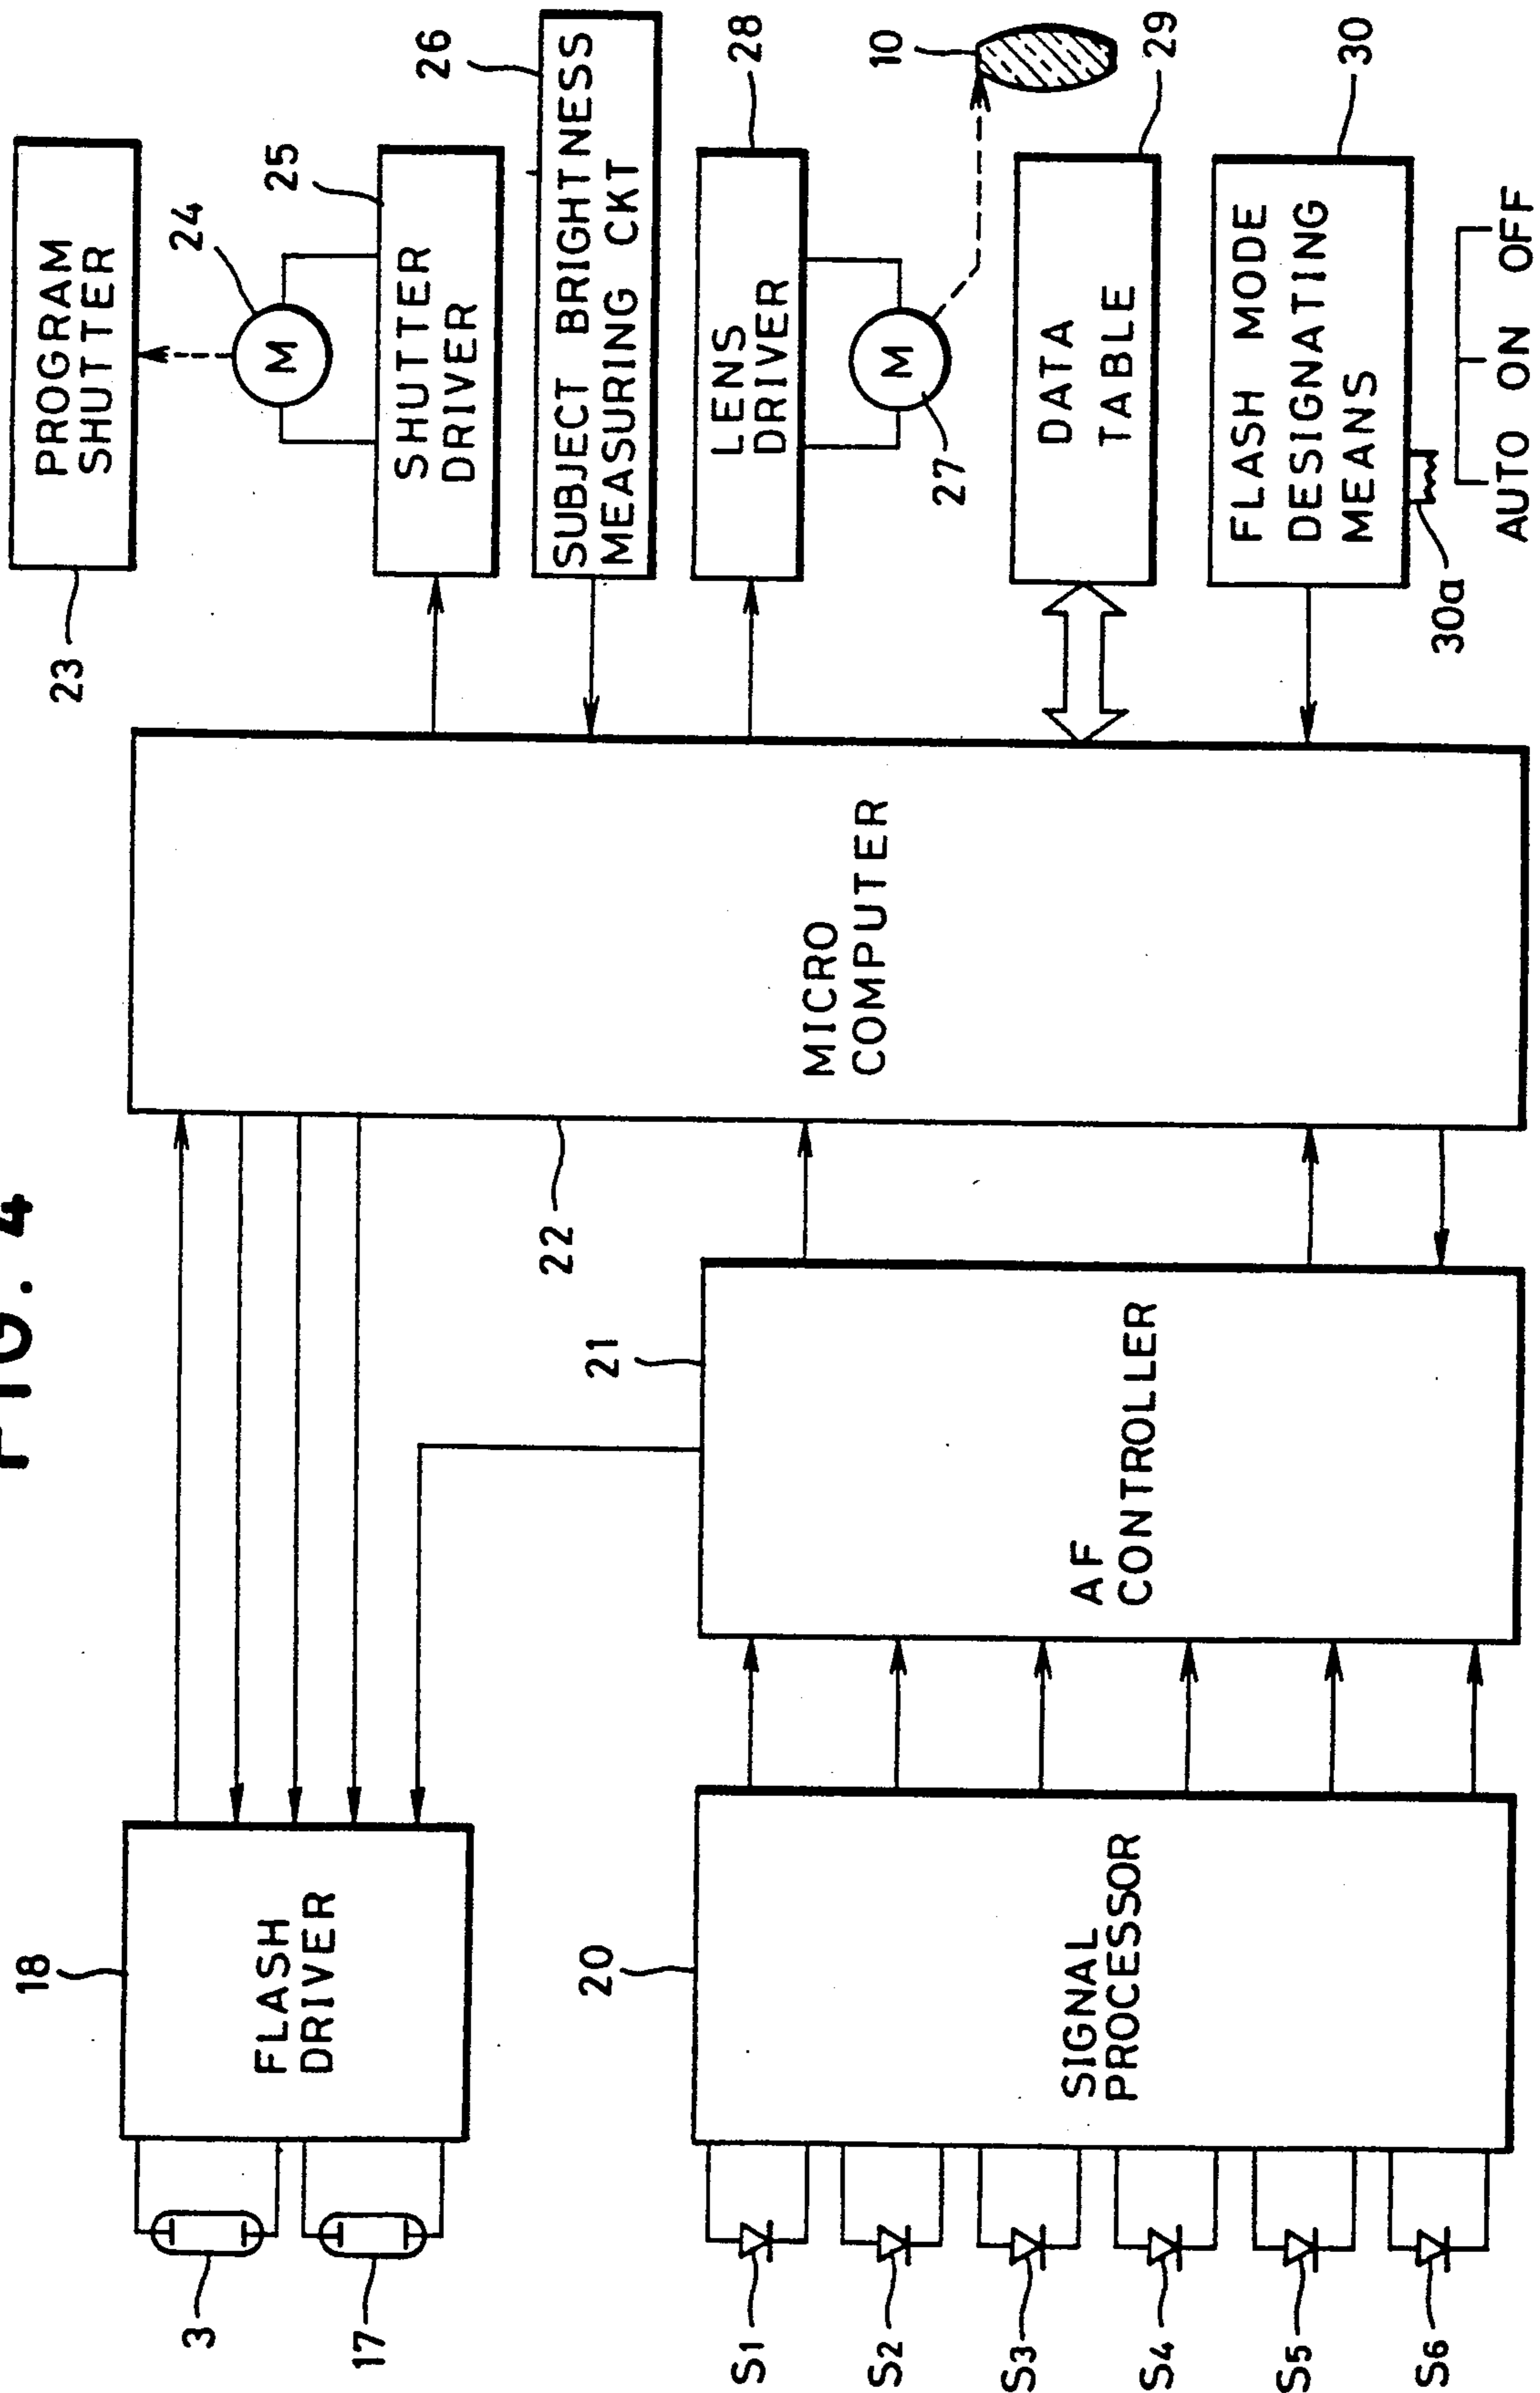 FIG. 4
3
17
18
FLASH
DRIVER
S1
S2
S3
S4
S5
S6
20
SIGNAL
PROCESSOR
21
AF
CONTROLLER
22
MICRO
COMPUTER
23
PROGRAM
SHUTTER
24
M
25
SHUTTER
DRIVER
26
SUBJECT BRIGHTNESS
MEASURING CKT
28
LENS
DRIVER
M
27
10
29
DATA
TABLE
30
FLASH MODE
DESIGNATING
MEANS
30a
AUTO ON OFF